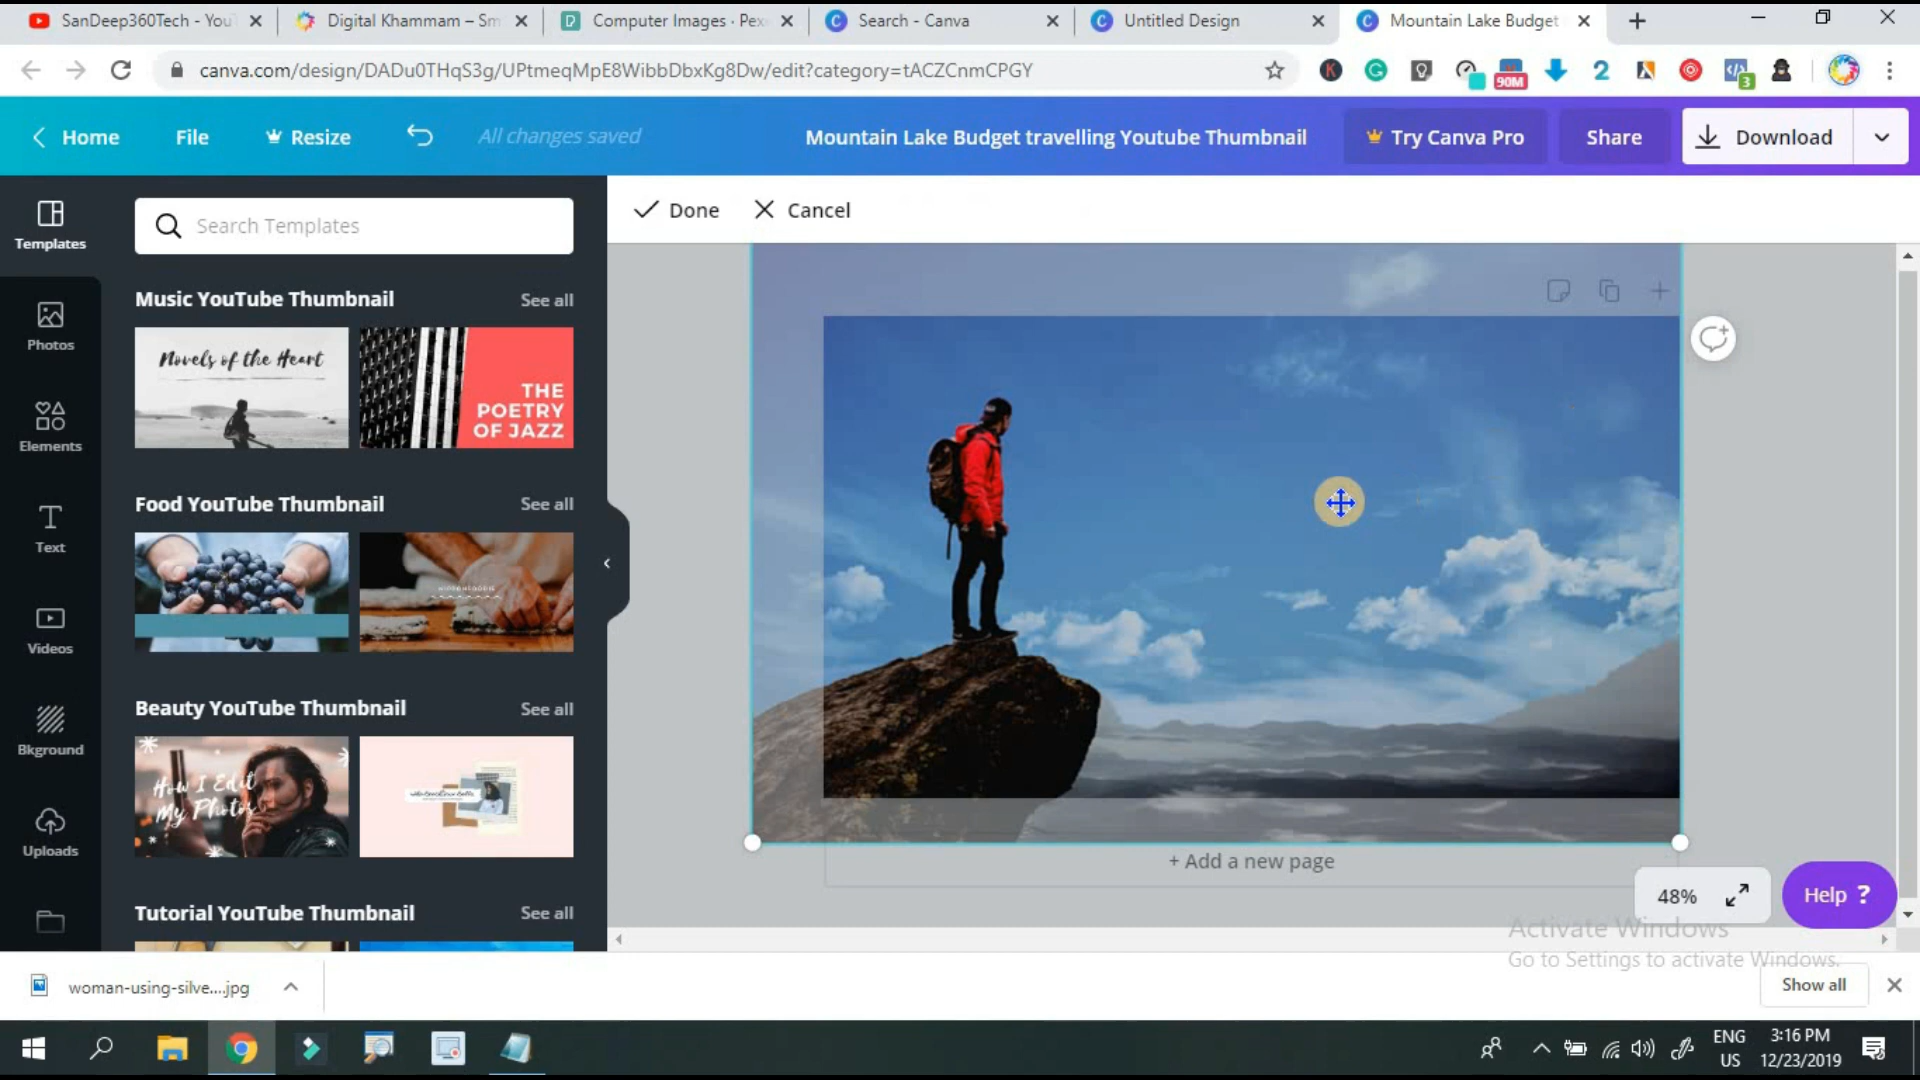 SanDeep360Tech - You
Digital Khammam – Sm
Computer Images · Pex
Search - Canva
Untitled Design
Mountain Lake Budget
canva.com/design/DADu0THqS3g/UPtmeqMpE8WibbDbxKg8Dw/edit?category=tACZCnmCPGY
90M
2
3
Home
File
Resize
All changes saved
Mountain Lake Budget travelling Youtube Thumbnail
Try Canva Pro
Share
Download
Templates
Photos
Elements
Text
Videos
Bkground
Uploads
Search Templates
Music YouTube Thumbnail
See all
Novels of the Heart
THE
POETRY
OF JAZZ
Food YouTube Thumbnail
See all
Beauty YouTube Thumbnail
See all
How I Edit
My Photos
Tutorial YouTube Thumbnail
See all
Done
Cancel
+ Add a new page
48%
Help ?
Activate Windows
Go to Settings to activate Windows.
woman-using-silve....jpg
Show all
ENG
US
3:16 PM
12/23/2019